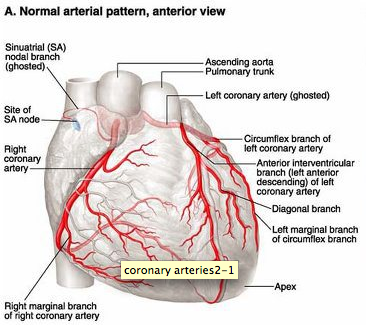 A. Normal arterial pattern, anterior view
Sinuatrial (SA)
nodal branch
(ghosted)
Site of
SA node
Right
coronary
artery
Right marginal branch
of right coronary artery
Ascending aorta
Pulmonary trunk
Left coronary artery (ghosted)
Circumflex branch of
left coronary artery
Anterior interventricular
branch (left anterior
descending) of left
coronary artery
Diagonal branch
Left marginal branch
of circumflex branch
coronary arteries2-1
Apex